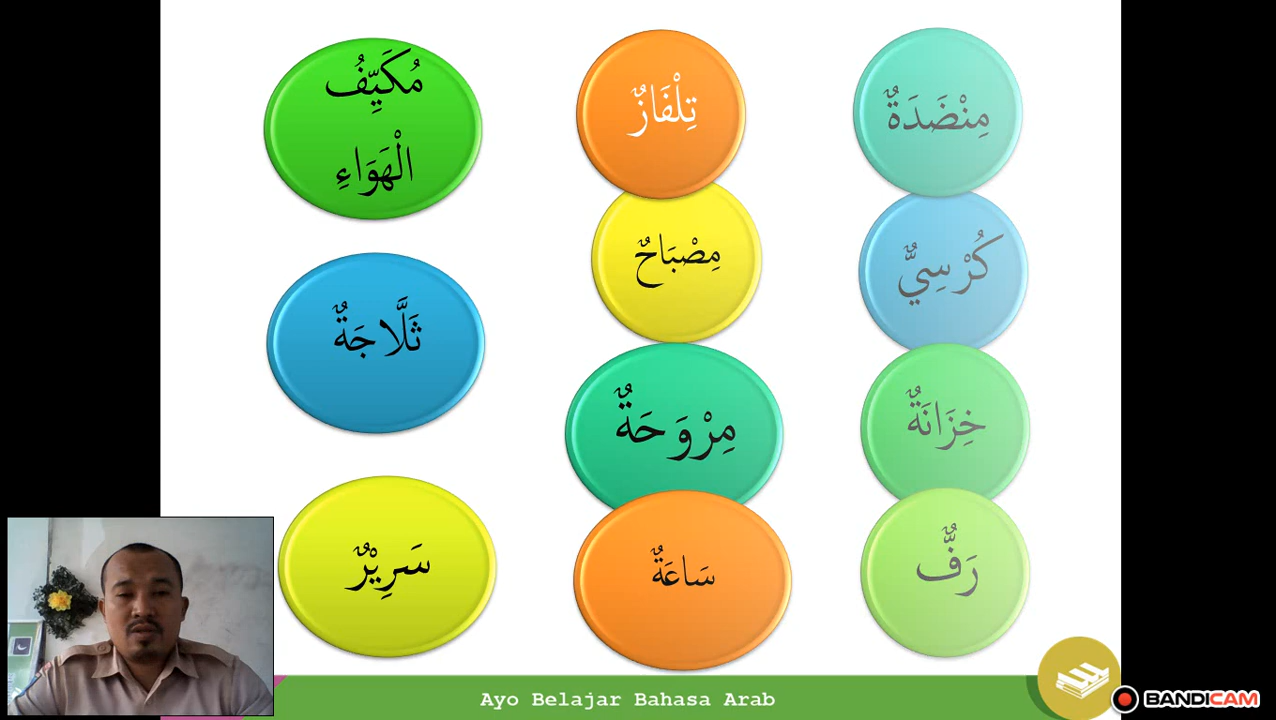 مِنْضَدَةٌ
كُرْسِيٌّ
خِزَانَةٌ
رَفٌّ
تِلْفَازٌ
مِصْبَاحٌ
مِرْوَحَةٌ
سَاعَةٌ
مُكَيِّفُ
الْهَوَاءِ
ثَلَّاجَةٌ
سَرِيْرٌ
Ayo Belajar Bahasa Arab
BANDICAM